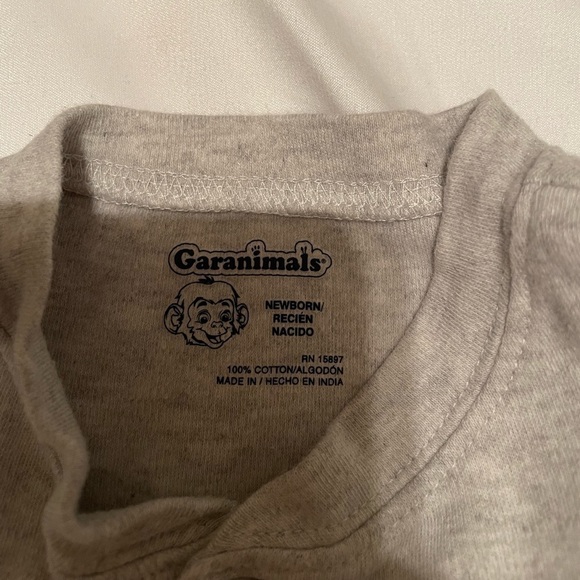 Garanimals®
NEWBORN/
RECIÉN
NACIDO
RN 15897
100% COTTON/ALGODÓN
MADE IN / HECHO EN INDIA